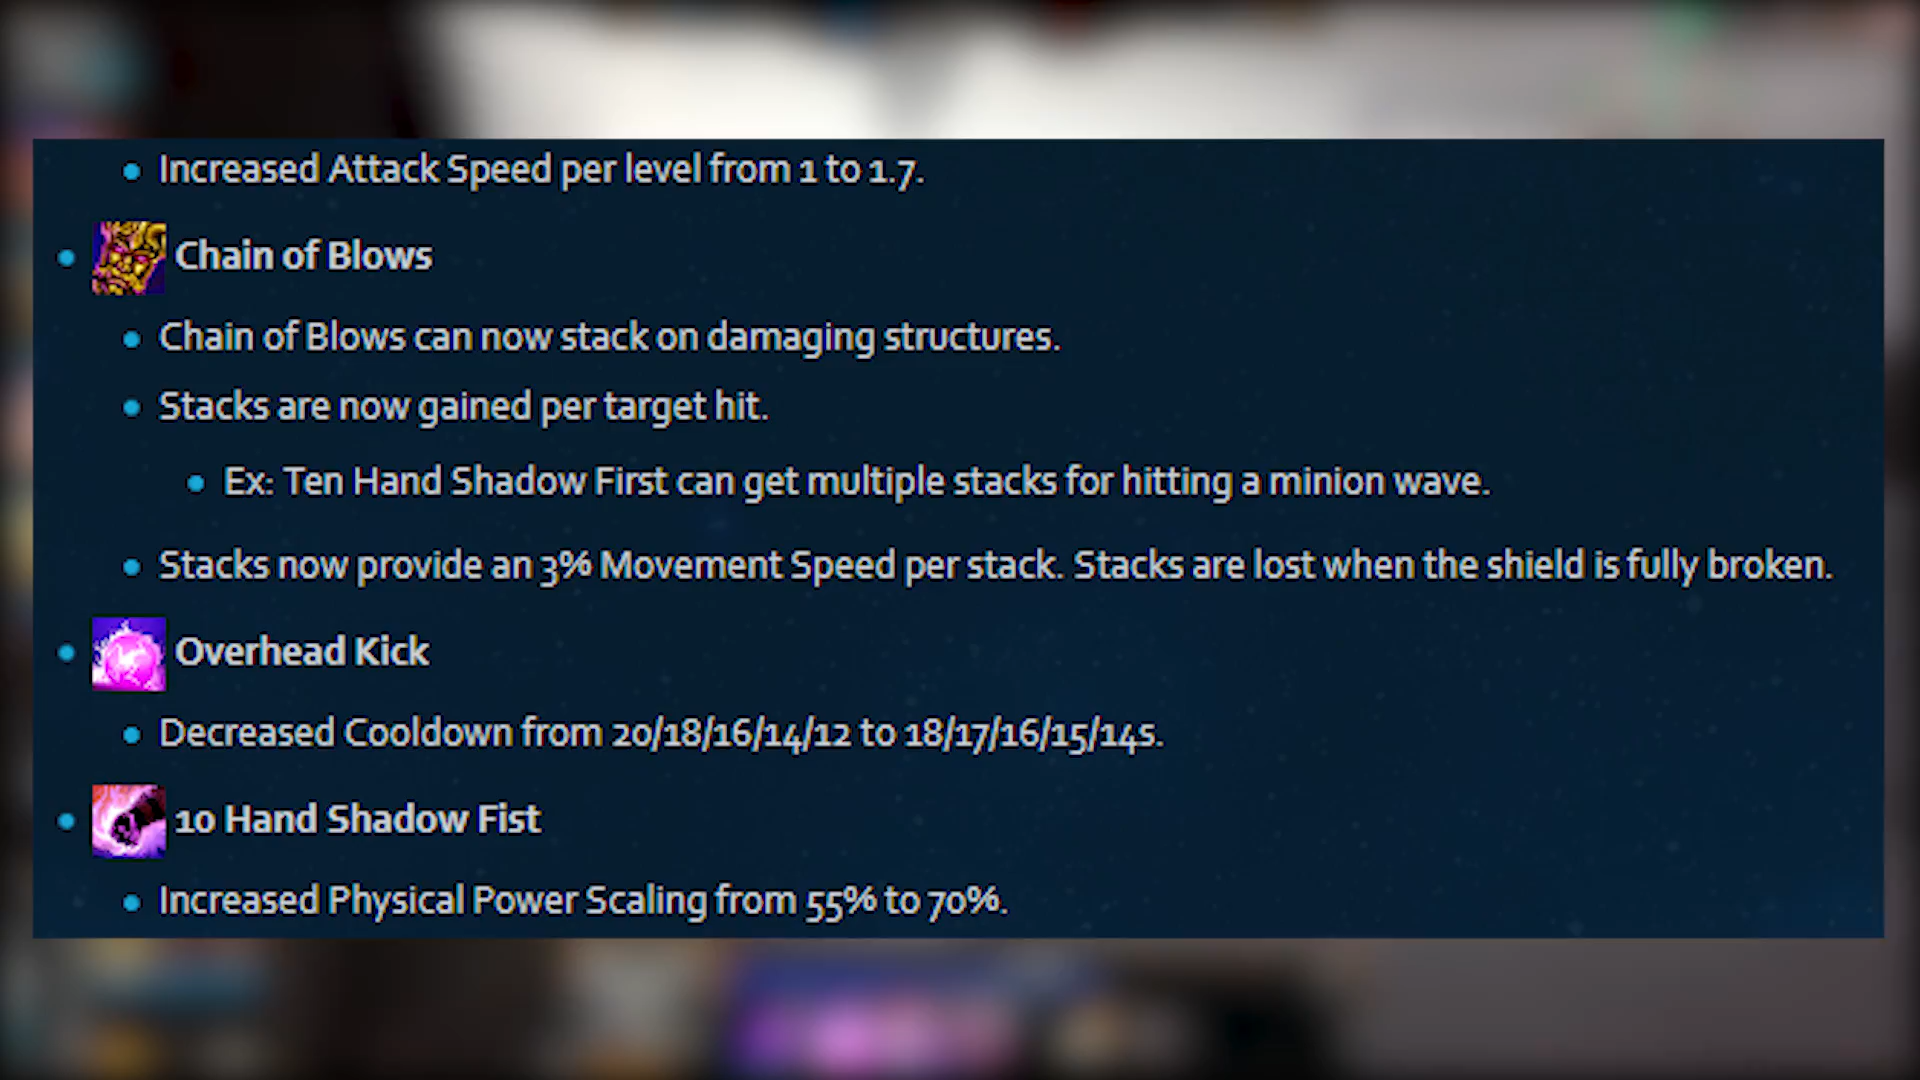 Increased Attack Speed per level from 1 to 1.7.
Chain of Blows
Chain of Blows can now stack on damaging structures.
Stacks are now gained per target hit.
Ex: Ten Hand Shadow First can get multiple stacks for hitting a minion wave.
Stacks now provide an 3% Movement Speed per stack. Stacks are lost when the shield is fully broken.
Overhead Kick
Decreased Cooldown from 20/18/16/14/12 to 18/17/16/15/14s.
10 Hand Shadow Fist
Increased Physical Power Scaling from 55% to 70%.